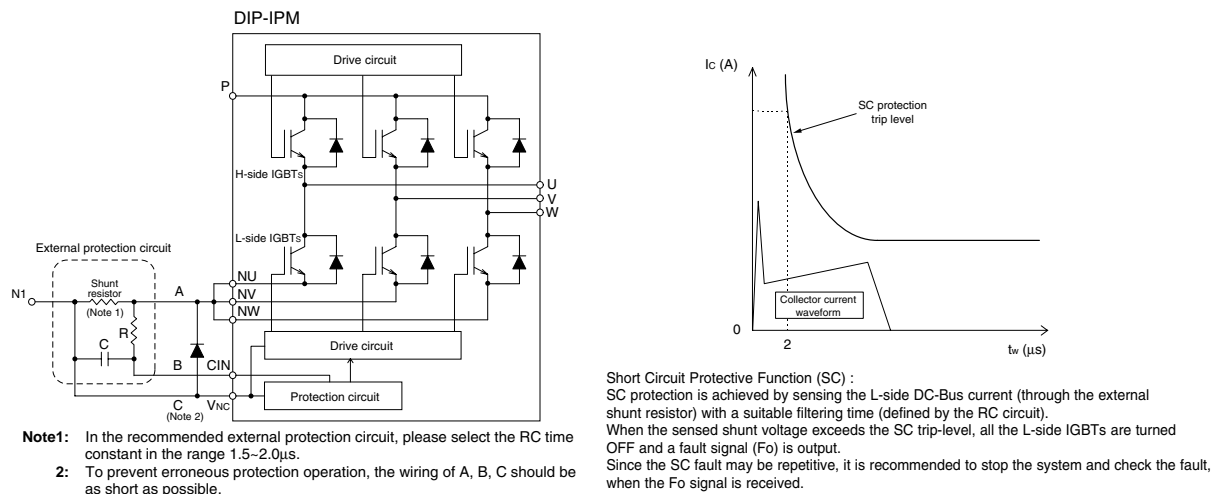 DIP-IPM
Drive circuit
P
H-side IGBTS
U
V
W
L-side IGBTS
External protection circuit
NU
N1
Shunt
resistor
(Note 1)
A
NV
NW
R
C
Drive circuit
B
CIN
C
(Note 2)
VNC
Protection circuit
Note1: In the recommended external protection circuit, please select the RC time
constant in the range 1.5~2.0μs.
2: To prevent erroneous protection operation, the wiring of A, B, C should be
as short as possible.
IC (A)
SC protection
trip level
Collector current
waveform
0
2
tw (μs)
Short Circuit Protective Function (SC) :
SC protection is achieved by sensing the L-side DC-Bus current (through the external
shunt resistor) with a suitable filtering time (defined by the RC circuit).
When the sensed shunt voltage exceeds the SC trip-level, all the L-side IGBTs are turned
OFF and a fault signal (Fo) is output.
Since the SC fault may be repetitive, it is recommended to stop the system and check the fault,
when the Fo signal is received.